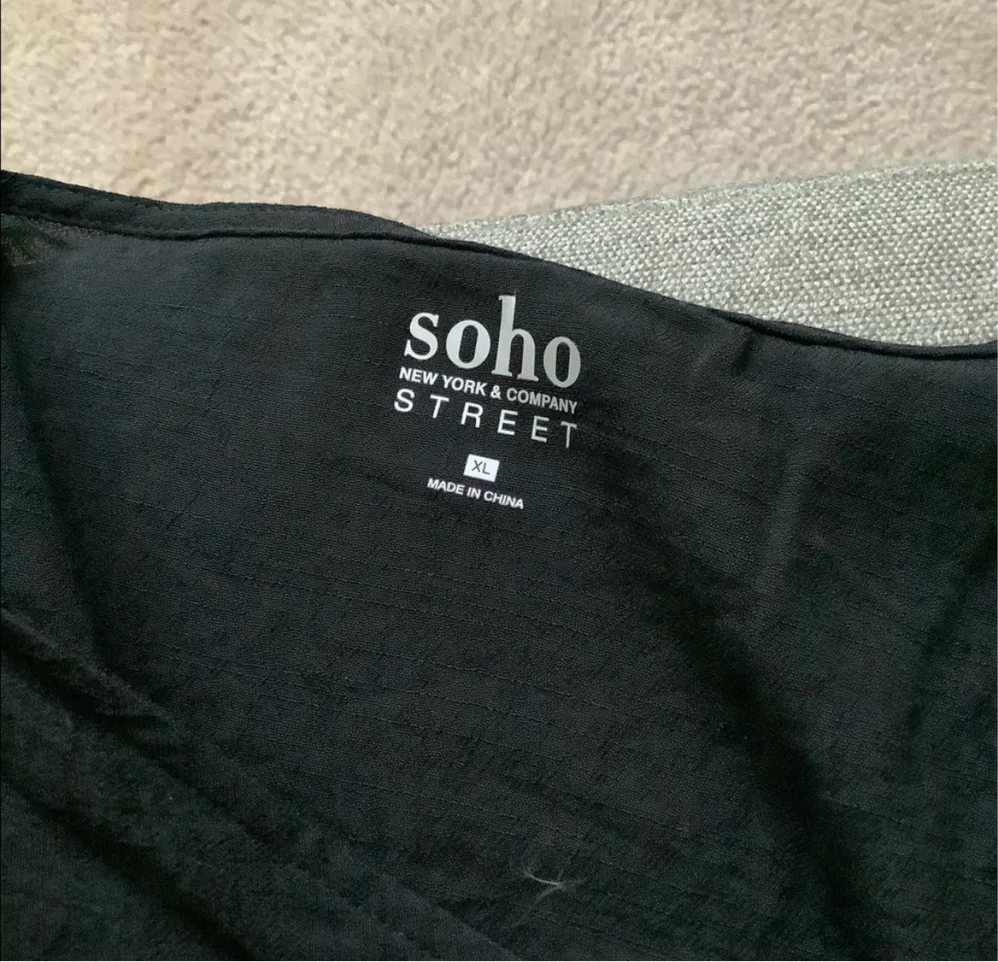 soho
NEW YORK & COMPANY
STREET
XL
MADE IN CHINA